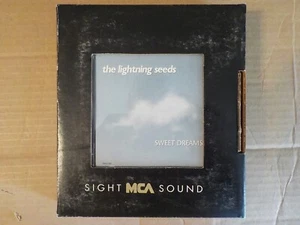 the lightning seeds
SWEET DREAMS
SIGHT MCA SOUND